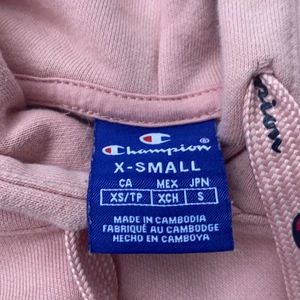 Champion®
X-SMALL
CA MEX JPN
XS/TP XCH S
MADE IN CAMBODIA
FABRIQUÉ AU CAMBODGE
HECHO EN CAMBOYA